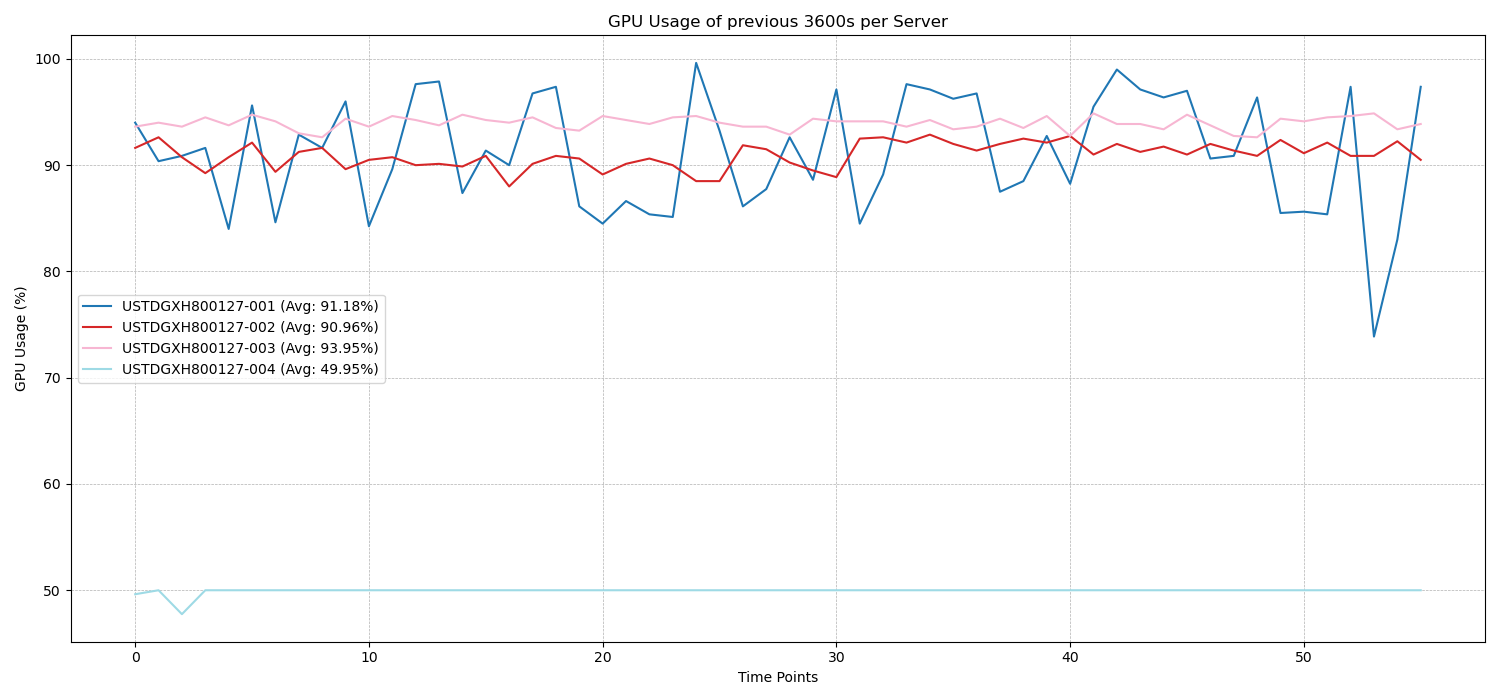 GPU Usage of previous 3600s per Server
100
90
80
70
60
50
GPU Usage (%)
USTDGXH800127-001 (Avg: 91.18%)
USTDGXH800127-002 (Avg: 90.96%)
USTDGXH800127-003 (Avg: 93.95%)
USTDGXH800127-004 (Avg: 49.95%)
0 10 20 30 40 50
Time Points